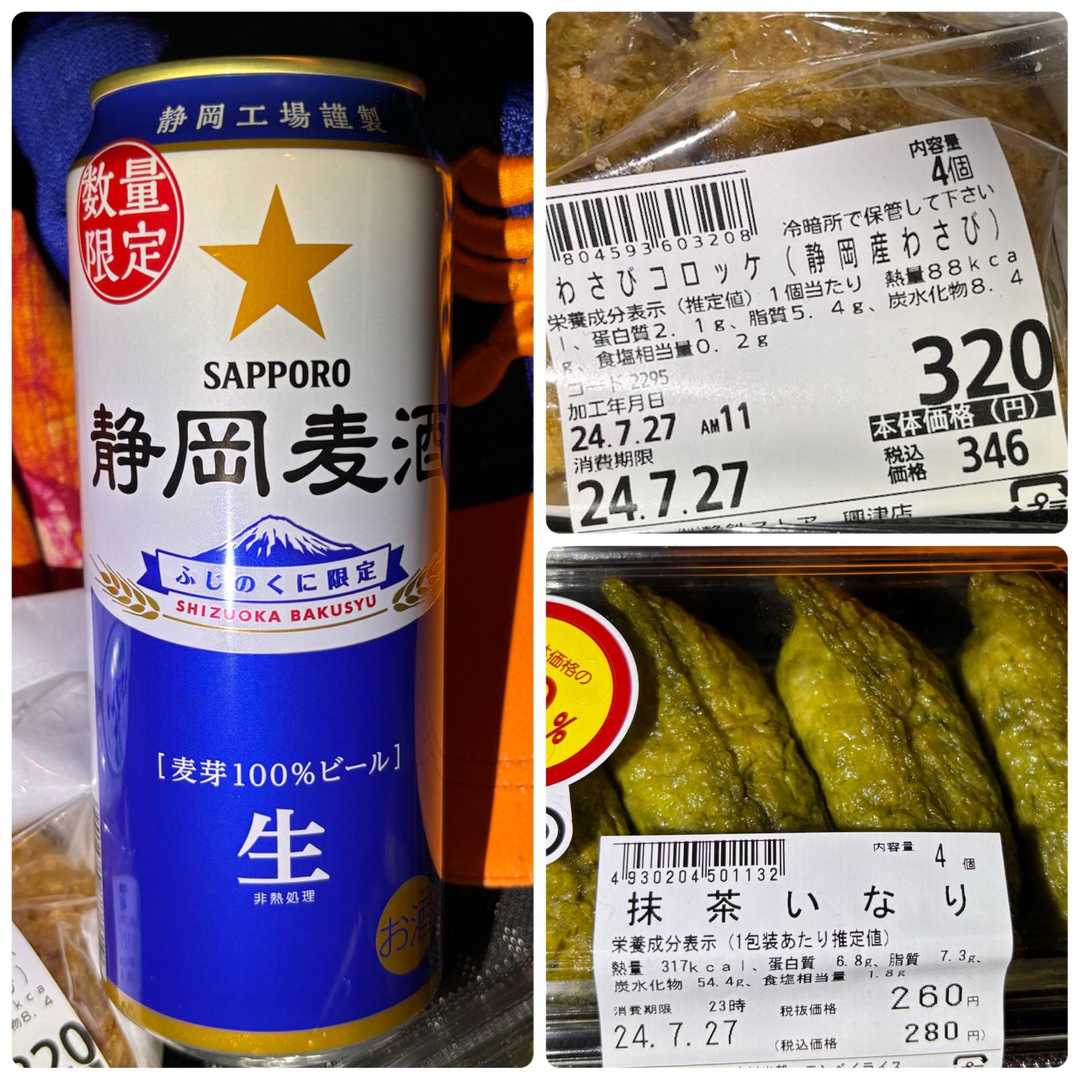 静岡工場謹製
数量
限定
SAPPORO
静岡麦酒
ふじのくに限定
SHIZUOKA BAKUSYU
[麦芽100%ビール]
生
非熱処理
お酒
内容量
4個
804593603208
冷暗所で保管して下さい
わさびコロッケ(静岡産わさび)
栄養成分表示(推定値)1個当たり 熱量88kca
l、蛋白質2.1g、脂質5.4g、炭水化物8.4
g、食塩相当量0.2g
コード 2295
320
加工年月日
24.7.27 AM11
本体価格(円)
消費期限
税込
価格 346
24.7.27
価格の
%
4930204501132
内容量 4個
抹茶いなり
栄養成分表示(1包装あたり推定値)
熱量 317kcal、蛋白質 6.8g、脂質 7.3g、
炭水化物 54.4g、食塩相当量 1.8g
消費期限 23時 税抜価格 260円
24.7.27 (税込価格 280円)